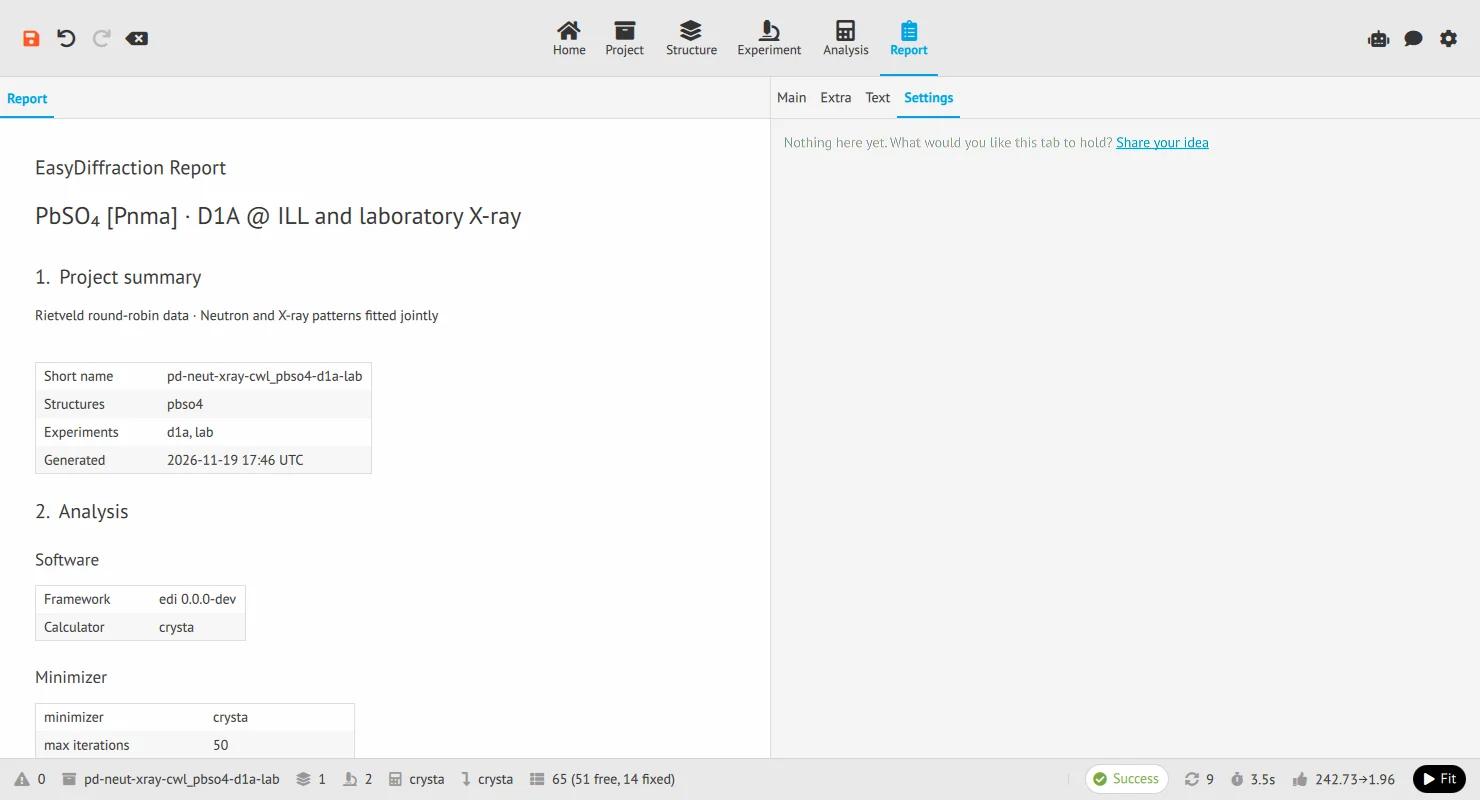 Home
Project
Structure
Experiment
Analysis
Report
Report
Main
Extra
Text
Settings
Nothing here yet. What would you like this tab to hold? Share your idea
EasyDiffraction Report
PbSO₄ [Pnma] · D1A @ ILL and laboratory X-ray
1. Project summary
Rietveld round-robin data · Neutron and X-ray patterns fitted jointly
Short name pd-neut-xray-cwl_pbso4-d1a-lab
Structures pbso4
Experiments d1a, lab
Generated 2026-11-19 17:46 UTC
2. Analysis
Software
Framework edi 0.0.0-dev
Calculator crysta
Minimizer
minimizer crysta
max iterations 50
0 pd-neut-xray-cwl_pbso4-d1a-lab 1 2 crysta crysta 65 (51 free, 14 fixed) Success 9 3.5s 242.73→1.96 Fit